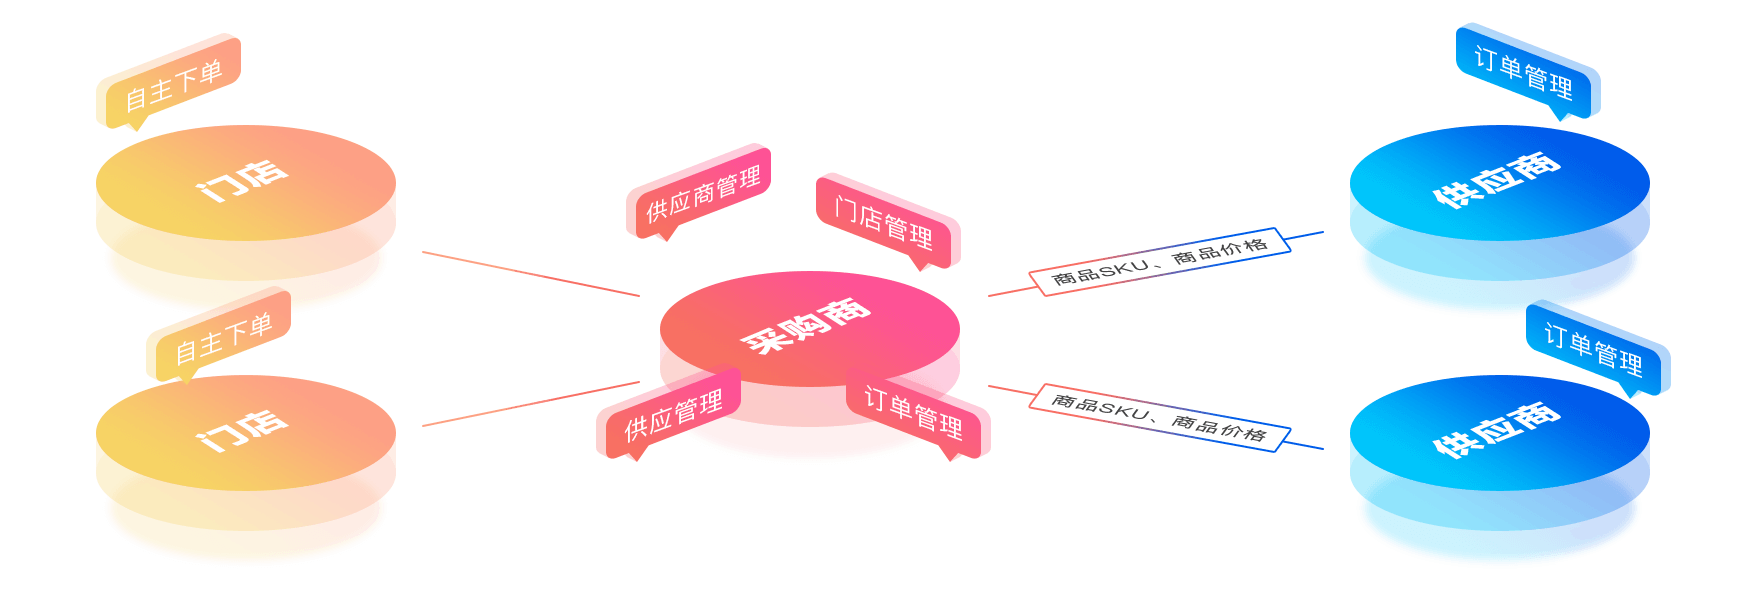 自主下单
门店
自主下单
门店
供应商管理
门店管理
采购商
供应管理
订单管理
商品SKU、商品价格
商品SKU、商品价格
订单管理
供应商
订单管理
供应商